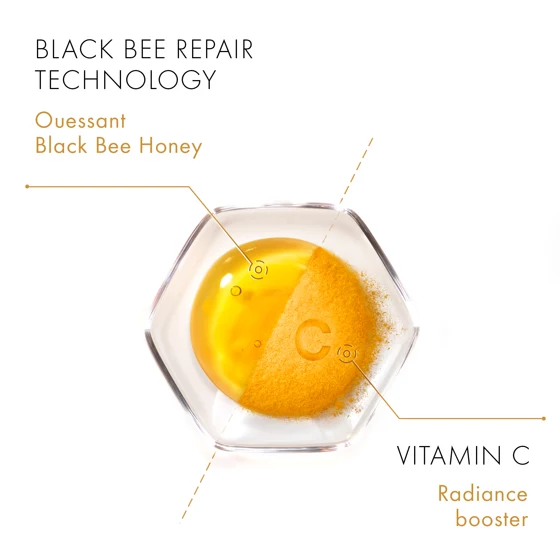 BLACK BEE REPAIR
TECHNOLOGY
Ouessant
Black Bee Honey
C
VITAMIN C
Radiance
booster